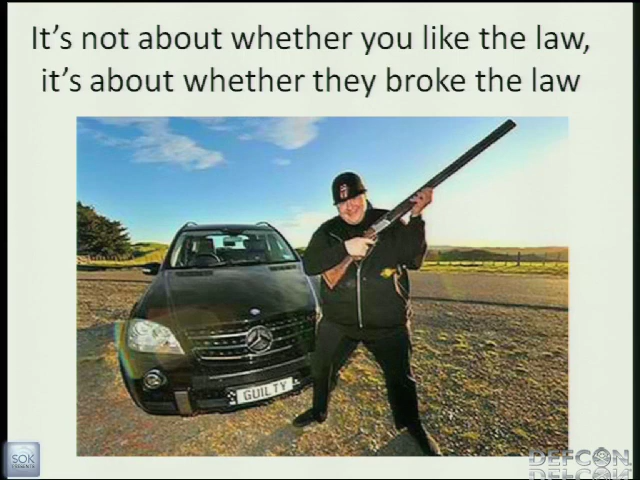 It's not about whether you like the law,
it's about whether they broke the law
GUILTY
SOK
DEFCON